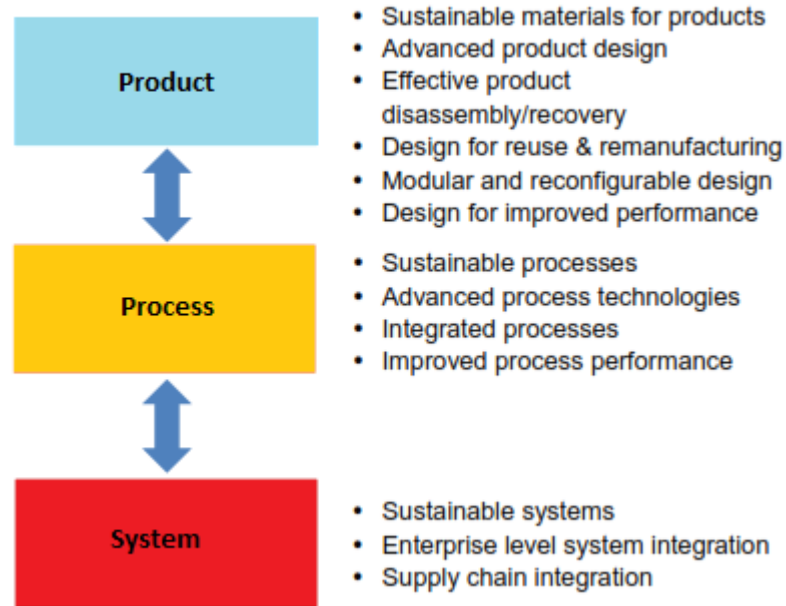 Product
• Sustainable materials for products
• Advanced product design
• Effective product
disassembly/recovery
• Design for reuse & remanufacturing
• Modular and reconfigurable design
• Design for improved performance
Process
• Sustainable processes
• Advanced process technologies
• Integrated processes
• Improved process performance
System
• Sustainable systems
• Enterprise level system integration
• Supply chain integration